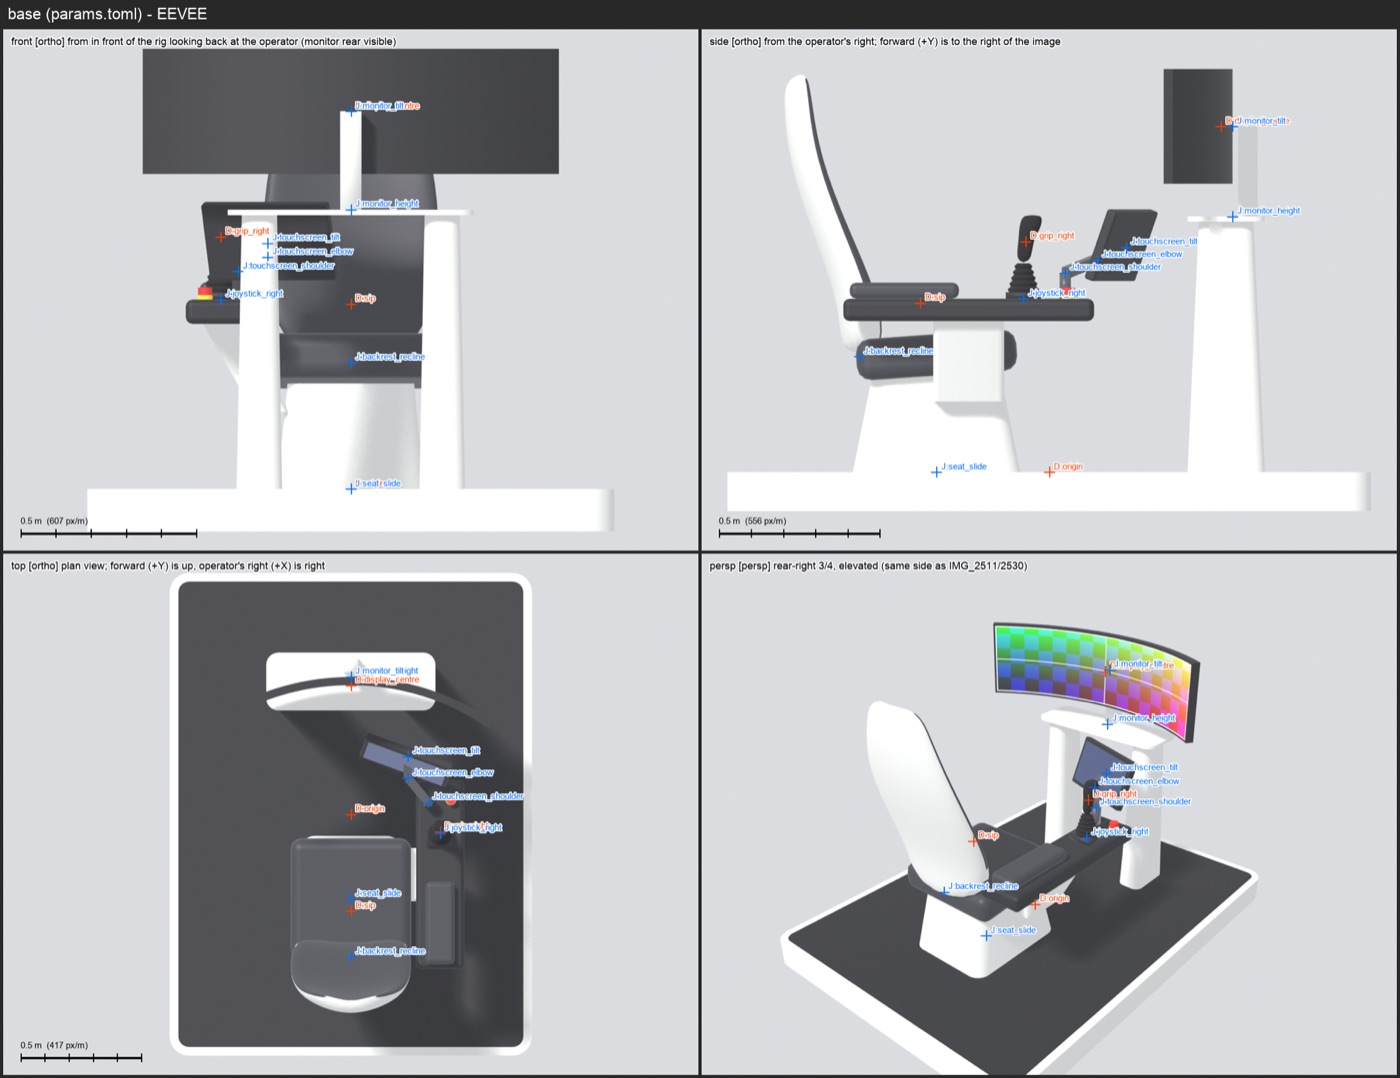 base (params.toml) - EEVEE
front [ortho] from in front of the rig looking back at the operator (monitor rear visible)
J:monitor_tilt
J:monitor_height
D:grip_right
J:touchscreen_tilt
J:touchscreen_elbow
J:touchscreen_shoulder
J:joystick_right
D:sip
J:backrest_recline
J:seat_slide
0.5 m (607 px/m)
side [ortho] from the operator's right; forward (+Y) is to the right of the image
J:monitor_tilt
J:monitor_height
D:grip_right
J:touchscreen_tilt
J:touchscreen_elbow
J:touchscreen_shoulder
J:joystick_right
D:sip
J:backrest_recline
J:seat_slide
D:origin
0.5 m (556 px/m)
top [ortho] plan view; forward (+Y) is up, operator's right (+X) is right
J:monitor_tilt
D:display_centre
J:touchscreen_tilt
J:touchscreen_elbow
J:touchscreen_shoulder
D:origin
J:joystick_right
J:seat_slide
D:sip
J:backrest_recline
0.5 m (417 px/m)
persp [persp] rear-right 3/4, elevated (same side as IMG_2511/2530)
J:monitor_tilt
J:monitor_height
J:touchscreen_tilt
J:touchscreen_elbow
D:grip_right
J:touchscreen_shoulder
J:joystick_right
D:sip
J:backrest_recline
D:origin
J:seat_slide